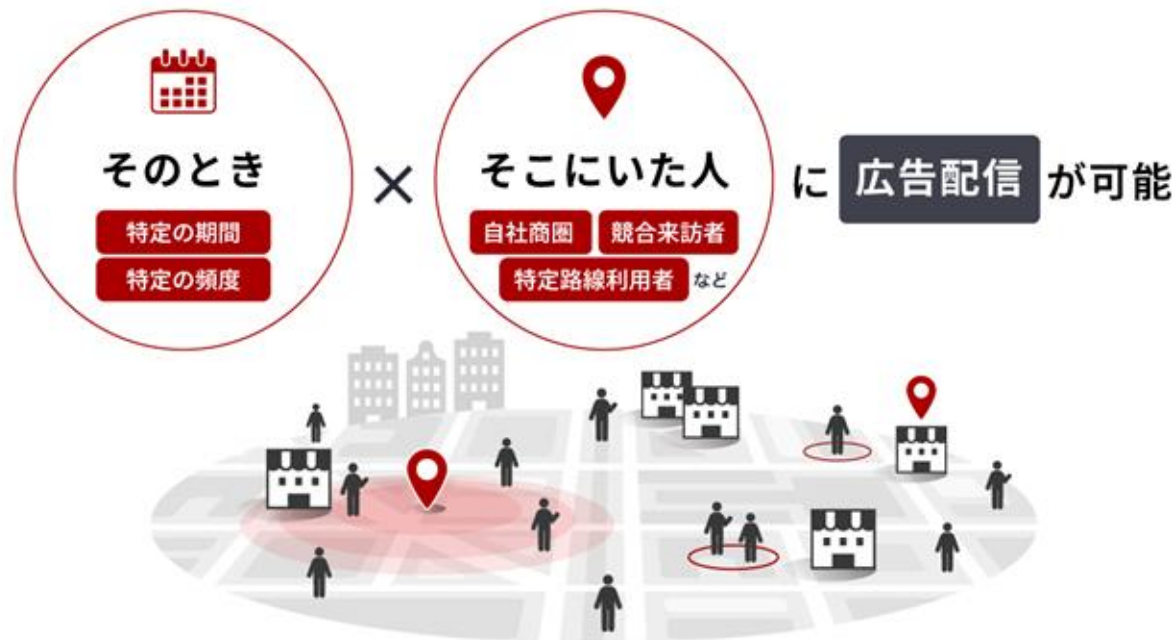 そのとき
特定の期間
特定の頻度
×
そこにいた人
自社商圏 競合来訪者
特定路線利用者 など
に 広告配信 が可能